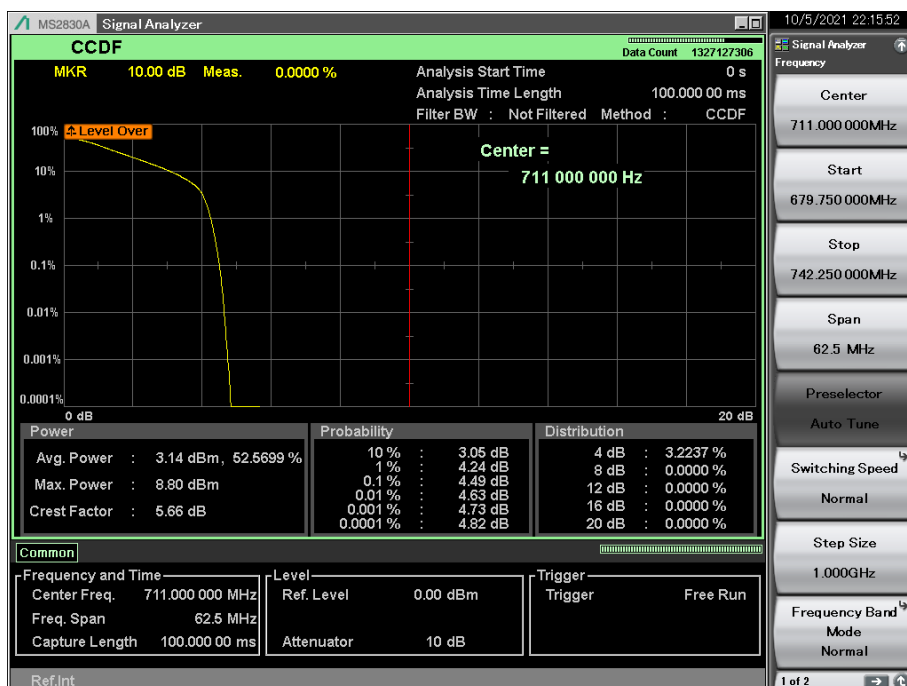 MS2830A Signal Analyzer
10/5/2021 22:15:52
CCDF
Data Count 1327127306
MKR 10.00 dB Meas. 0.0000 %
Analysis Start Time 0 s
Analysis Time Length 100.000 00 ms
Filter BW : Not Filtered Method : CCDF
100%
Level Over
Center =
711 000 000 Hz
10%
1%
0.1%
0.01%
0.001%
0.0001%
0 dB
20 dB
Power
Avg. Power : 3.14 dBm, 52.5699 %
Max. Power : 8.80 dBm
Crest Factor : 5.66 dB
Probability
10 % : 3.05 dB
1 % : 4.24 dB
0.1 % : 4.49 dB
0.01 % : 4.63 dB
0.001 % : 4.73 dB
0.0001 % : 4.82 dB
Distribution
4 dB : 3.2237 %
8 dB : 0.0000 %
12 dB : 0.0000 %
16 dB : 0.0000 %
20 dB : 0.0000 %
Common
Frequency and Time
Center Freq. 711.000 000 MHz
Freq. Span 62.5 MHz
Capture Length 100.000 00 ms
Level
Ref. Level 0.00 dBm
Attenuator 10 dB
Trigger
Trigger Free Run
Ref.Int
Signal Analyzer
Frequency
Center
711.000 000MHz
Start
679.750 000MHz
Stop
742.250 000MHz
Span
62.5 MHz
Preselector
Auto Tune
Switching Speed
Normal
Step Size
1.000GHz
Frequency Band
Mode
Normal
1 of 2